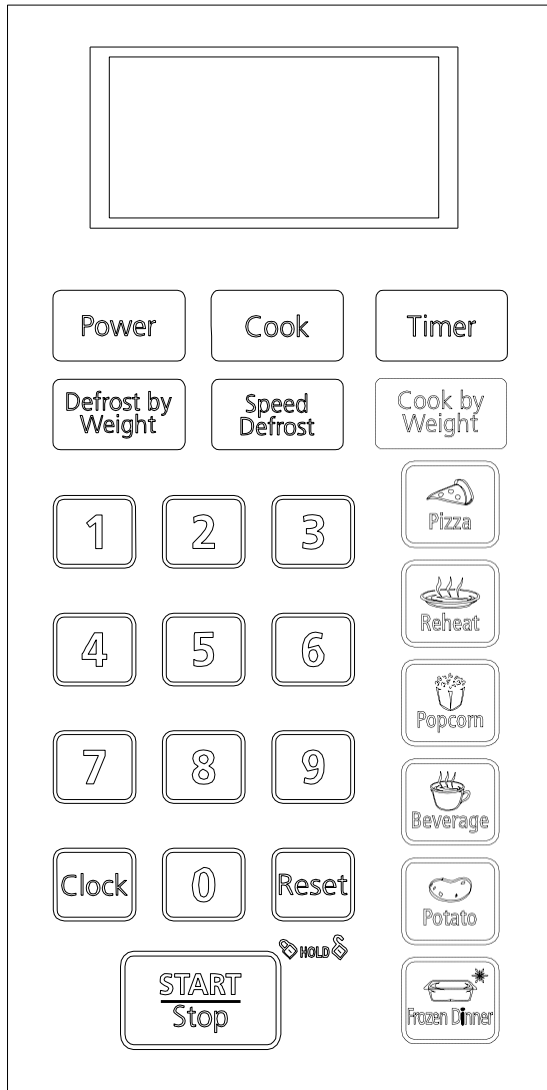 Power
Cook
Timer
Defrost by
Weight
Speed
Defrost
Cook by
Weight
Pizza
1
2
3
Reheat
4
5
6
Popcorn
7
8
9
Beverage
Clock
0
Reset
Potato
HOLD
START
Stop
Frozen Dinner